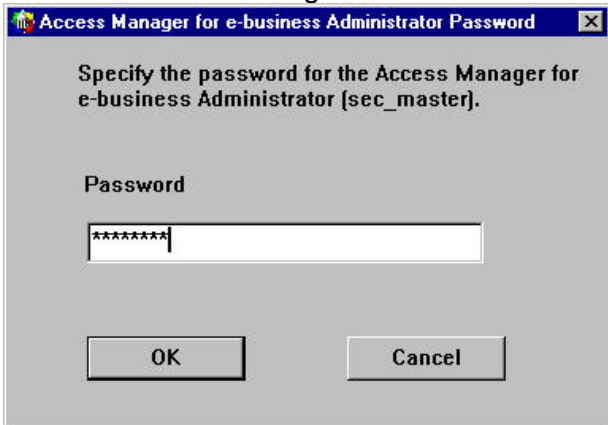 Access Manager for e-business Administrator Password
Specify the password for the Access Manager for
e-business Administrator (sec_master).
Password
********
OK
Cancel